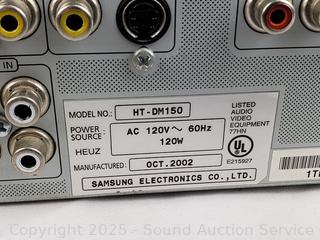 IN
MODEL NO.: HT-DM150
POWER SOURCE AC 120V~ 60Hz
120W
HEUZ
MANUFACTURED: OCT.2002
SAMSUNG ELECTRONICS CO.,LTD.
LISTED
AUDIO
VIDEO
EQUIPMENT
77HN
UL
E215927
Copyright 2025 - Sound Auction Service